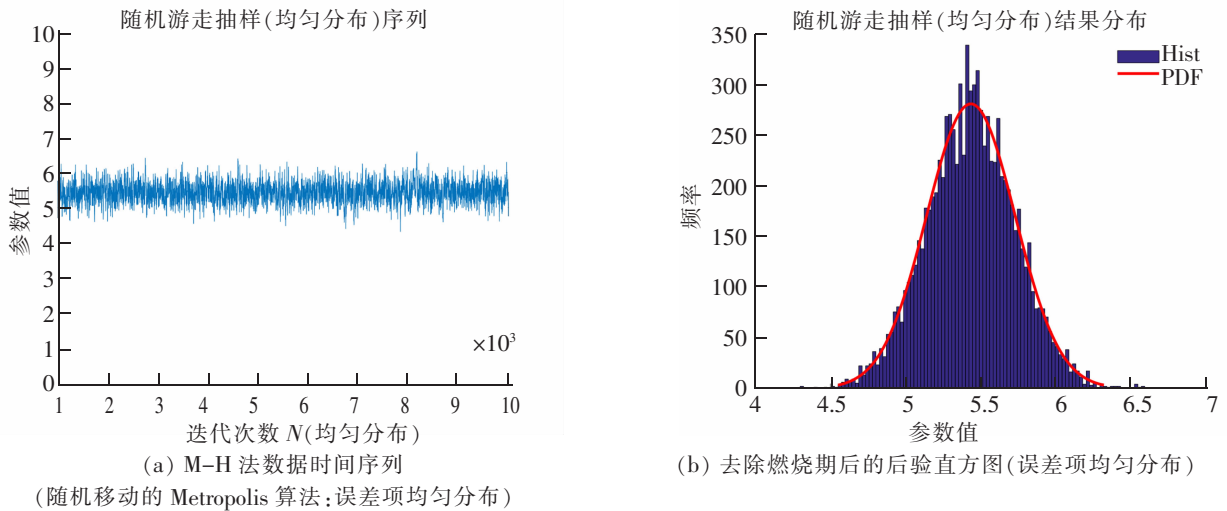 随机游走抽样(均匀分布)序列
10
9
8
7
6
5
4
3
2
1
0
参数值
×10³
1 2 3 4 5 6 7 8 9 10
迭代次数 N(均匀分布)
(a) M-H 法数据时间序列
(随机移动的 Metropolis 算法:误差项均匀分布)
随机游走抽样(均匀分布)结果分布
350
300
250
200
150
100
50
0
频率
Hist
PDF
4 4.5 5 5.5 6 6.5 7
参数值
(b) 去除燃烧期后的后验直方图(误差项均匀分布)